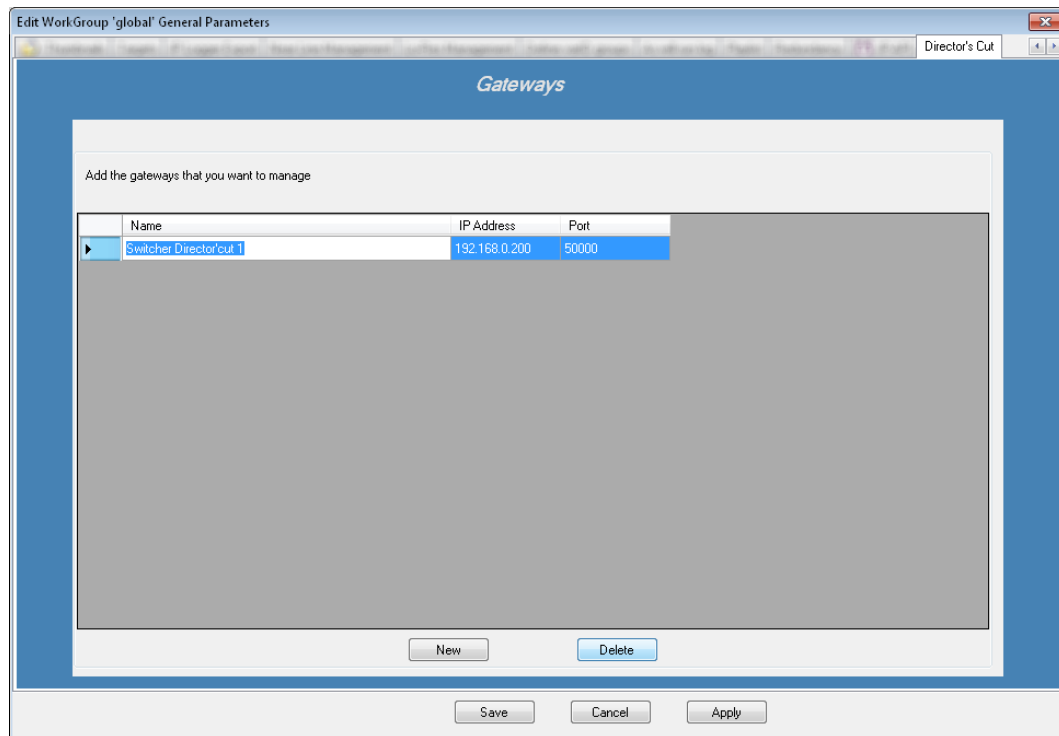 Edit WorkGroup 'global' General Parameters
Director's Cut
Gateways
Add the gateways that you want to manage
Name IP Address Port
Switcher Director'cut 1 192.168.0.200 50000
New Delete
Save Cancel Apply